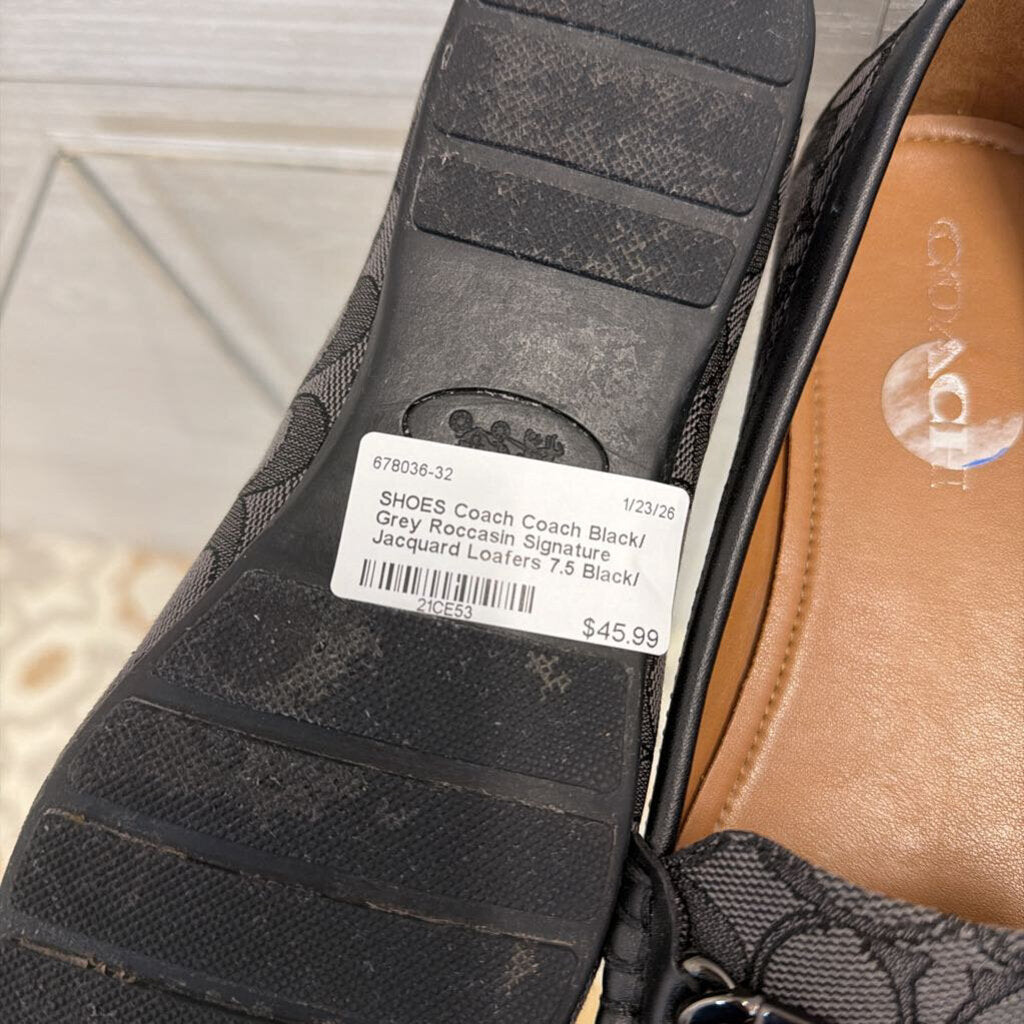 678036-32
1/23/26
SHOES Coach Coach Black/
Grey Roccasin Signature
Jacquard Loafers 7.5 Black/
21CE53
$45.99
COACH